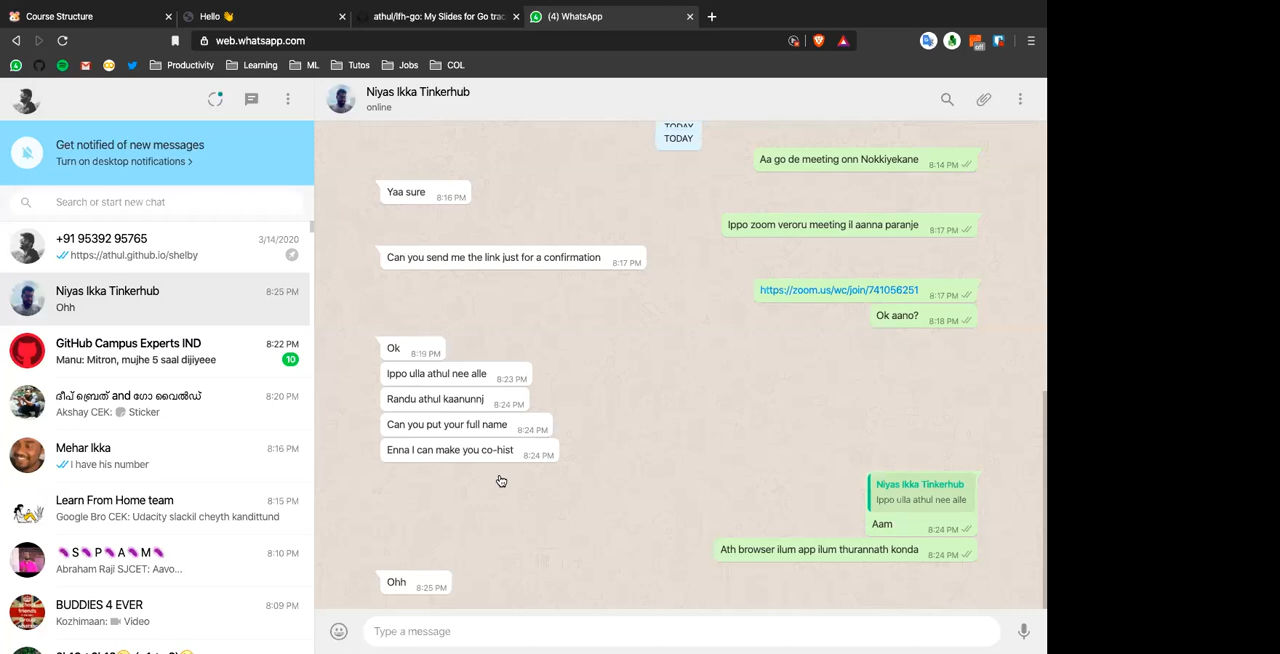 Course Structure
Hello 👋
athul/lfh-go: My Slides for Go trac
(4) WhatsApp
web.whatsapp.com
off
Productivity
Learning
ML
Tutos
Jobs
COL
Get notified of new messages
Turn on desktop notifications >
Search or start new chat
+91 95392 95765
3/14/2020
https://athul.github.io/shelby
Niyas Ikka Tinkerhub
8:25 PM
Ohh
GitHub Campus Experts IND
8:22 PM
Manu: Mitron, mujhe 5 saal dijiyeee
10
8:20 PM
Akshay CEK: Sticker
Mehar Ikka
8:16 PM
I have his number
Learn From Home team
8:15 PM
Google Bro CEK: Udacity slackil cheyth kandittund
🍆S🍆P🍆A🍆M🍆
8:10 PM
Abraham Raji SJCET: Aavo...
BUDDIES 4 EVER
8:09 PM
Kozhimaan: Video
Niyas Ikka Tinkerhub
online
TODAY
TODAY
Aa go de meeting onn Nokkiyekane
8:14 PM
Yaa sure
8:16 PM
Ippo zoom veroru meeting il aanna paranje
8:17 PM
Can you send me the link just for a confirmation
8:17 PM
https://zoom.us/wc/join/741056251
8:17 PM
Ok aano?
8:18 PM
Ok
8:19 PM
Ippo ulla athul nee alle
8:23 PM
Randu athul kaanunnj
8:24 PM
Can you put your full name
8:24 PM
Enna I can make you co-hist
8:24 PM
Niyas Ikka Tinkerhub
Ippo ulla athul nee alle
Aam
8:24 PM
Ath browser ilum app ilum thurannath konda
8:24 PM
Ohh
8:25 PM
Type a message